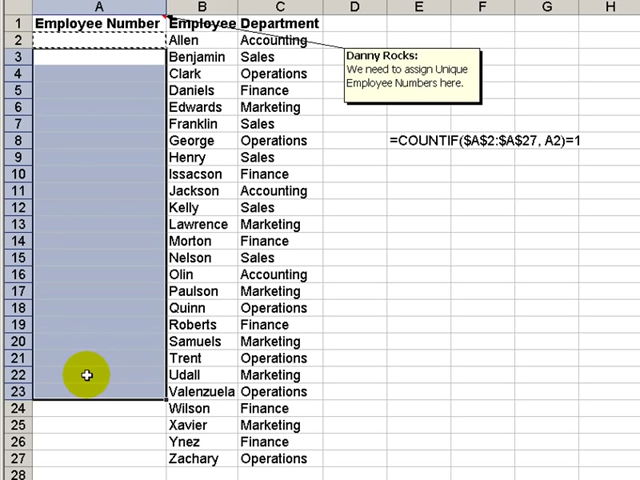 A B C D E F G H
1 Employee Number Employee Department
2 Allen Accounting
3 Benjamin Sales
4 Clark Operations
5 Daniels Finance
6 Edwards Marketing
7 Franklin Sales
8 George Operations
9 Henry Sales
10 Issacson Finance
11 Jackson Accounting
12 Kelly Sales
13 Lawrence Marketing
14 Morton Finance
15 Nelson Sales
16 Olin Accounting
17 Paulson Marketing
18 Quinn Operations
19 Roberts Finance
20 Samuels Marketing
21 Trent Operations
22 Udall Marketing
23 Valenzuela Operations
24 Wilson Finance
25 Xavier Marketing
26 Ynez Finance
27 Zachary Operations
28
Danny Rocks:
We need to assign Unique
Employee Numbers here.
=COUNTIF($A$2:$A$27, A2)=1